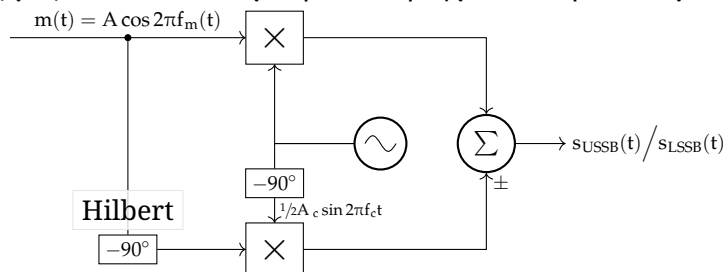 m(t) = A cos 2πf_m(t)
×
∑
s_USSB(t)/s_LSSB(t)
±
−90°
½A_c sin 2πf_ct
Hilbert
−90°
×